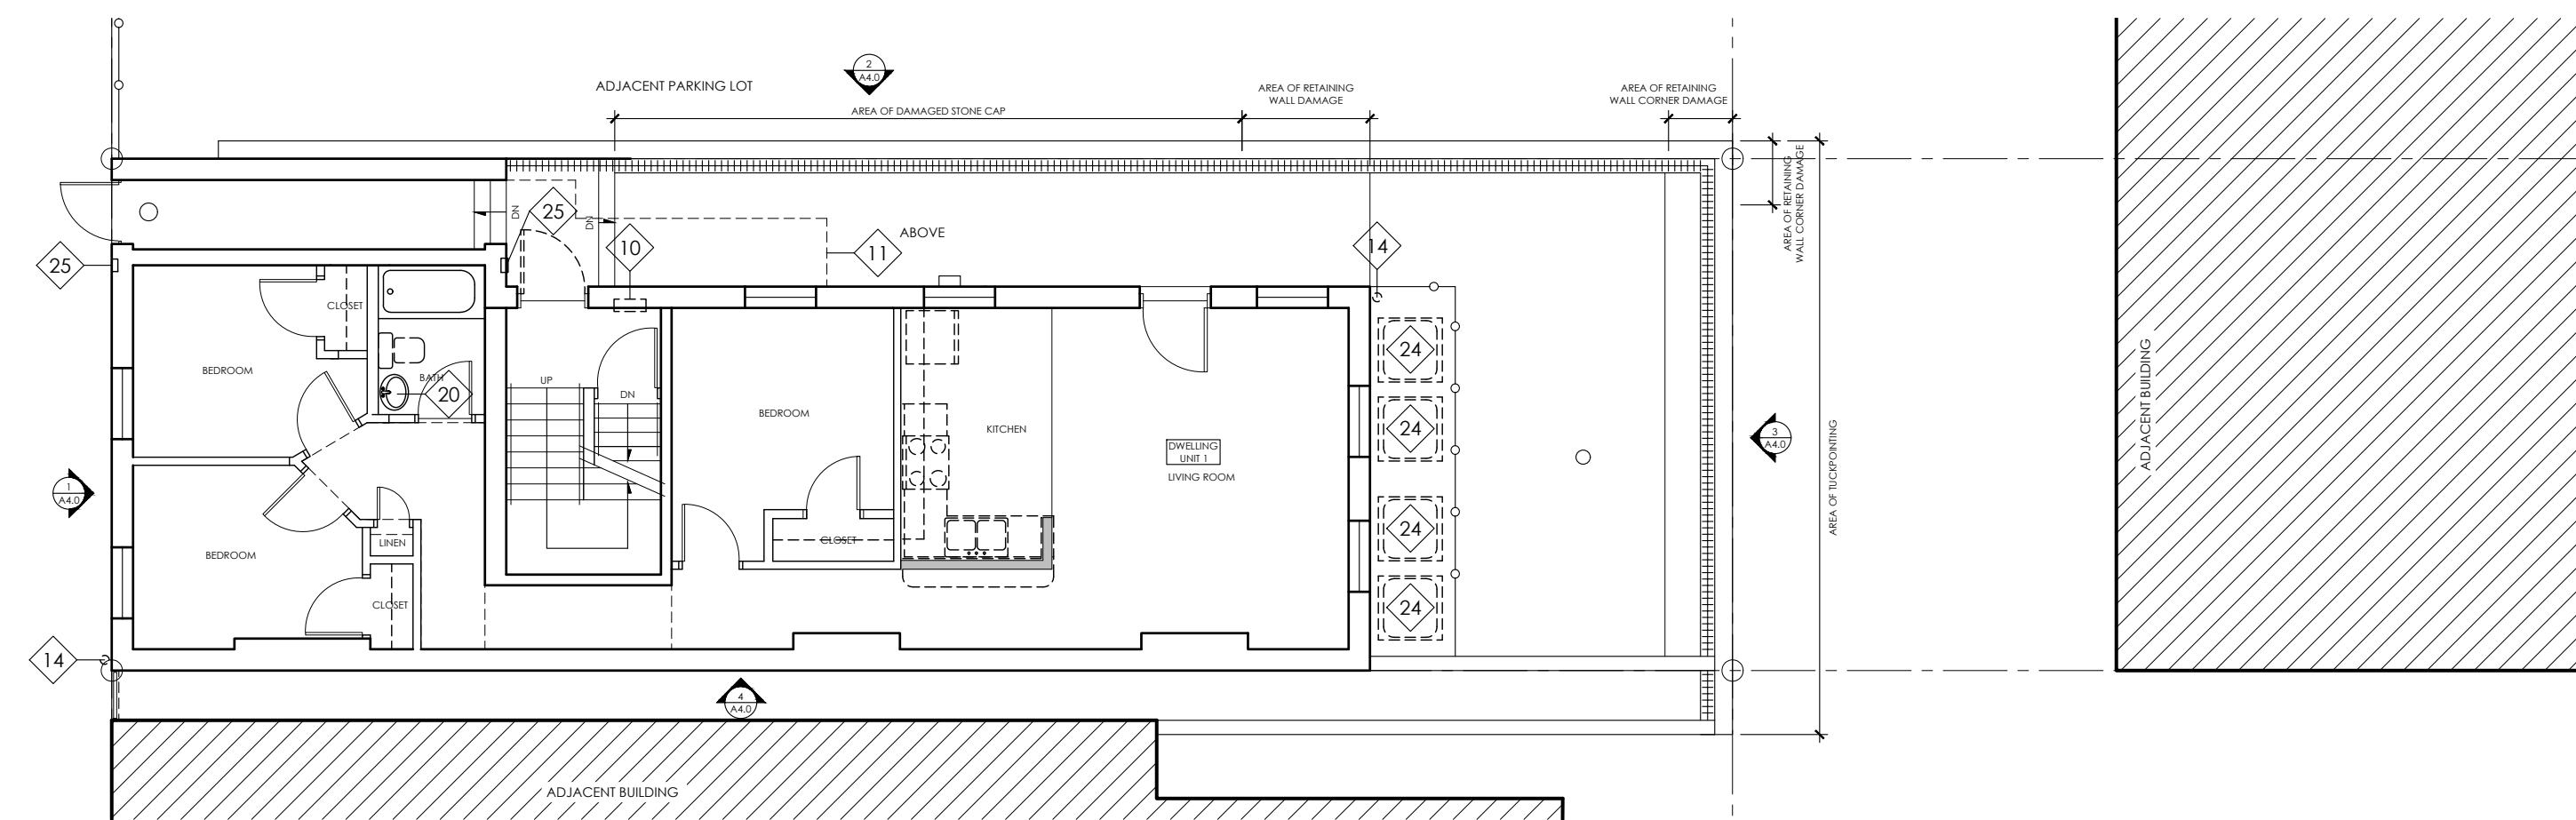 2
A4.0
ADJACENT PARKING LOT
AREA OF RETAINING
WALL DAMAGE
AREA OF RETAINING
WALL CORNER DAMAGE
AREA OF DAMAGED STONE CAP
AREA OF RETAINING
WALL CORNER DAMAGE
DN
25
DN
10
ABOVE
11
14
25
CLOSET
BEDROOM
BATH
20
UP
DN
BEDROOM
KITCHEN
DWELLING
UNIT 1
LIVING ROOM
24
24
24
24
3
A4.0
AREA OF TUCKPOINTING
ADJACENT BUILDING
1
A4.0
BEDROOM
LINEN
CLOSET
CLOSET
14
4
A4.0
ADJACENT BUILDING